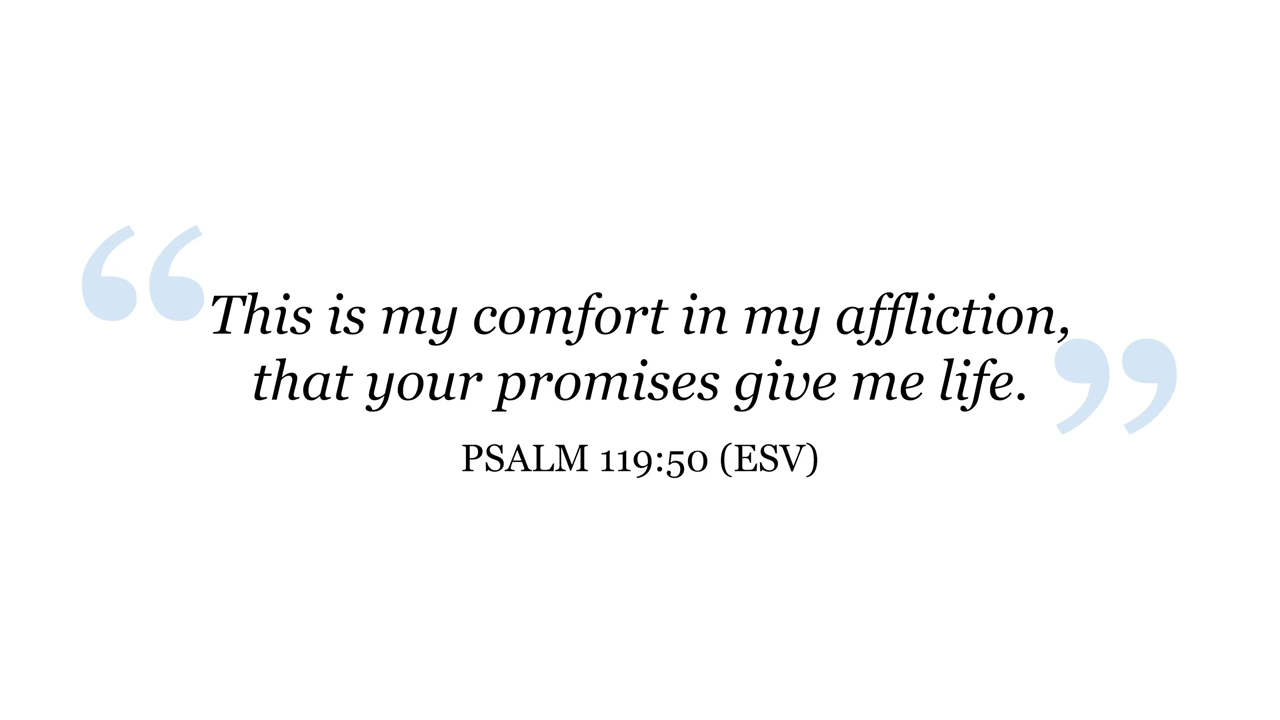 “This is my comfort in my affliction,
that your promises give me life.”
PSALM 119:50 (ESV)